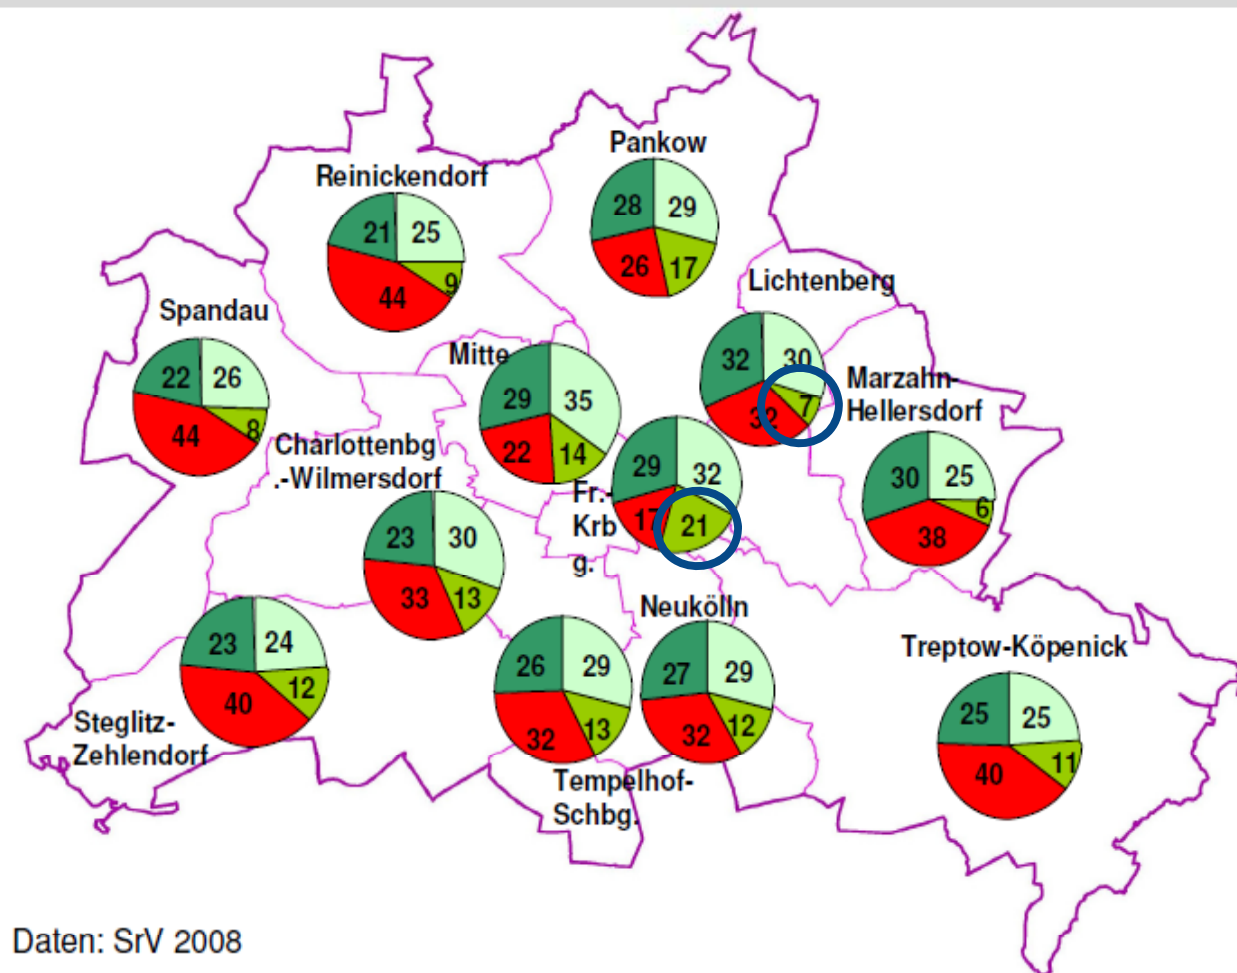 Pankow
28 29
26 17
Reinickendorf
21 25
44 9
Lichtenberg
32 30
32 7
Spandau
22 26
44 8
Mitte
29 35
22 14
Marzahn-
Hellersdorf
30 25
38 6
Charlottenbg
.-Wilmersdorf
23 30
33 13
Fr.-
Krb
g.
29 32
17 21
Neukölln
27 29
32 12
Treptow-Köpenick
25 25
40 11
Steglitz-
Zehlendorf
23 24
40 12
26 29
32 13
Tempelhof-
Schbg.
Daten: SrV 2008